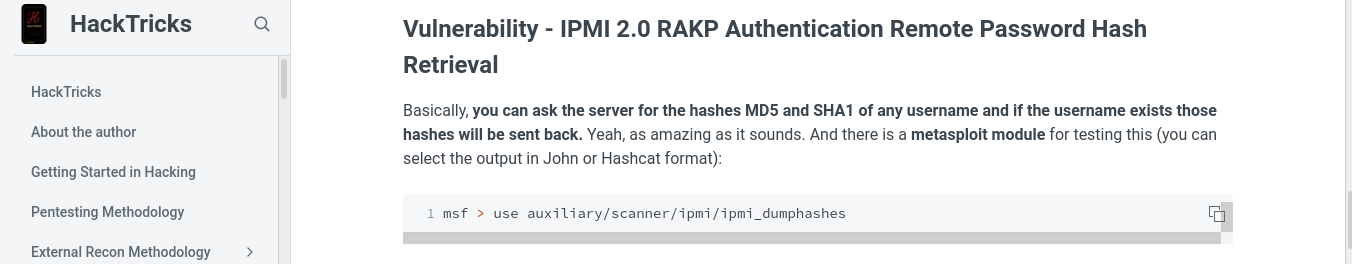 HackTricks
HackTricks
About the author
Getting Started in Hacking
Pentesting Methodology
External Recon Methodology
Vulnerability - IPMI 2.0 RAKP Authentication Remote Password Hash
Retrieval
Basically, you can ask the server for the hashes MD5 and SHA1 of any username and if the username exists those
hashes will be sent back. Yeah, as amazing as it sounds. And there is a metasploit module for testing this (you can
select the output in John or Hashcat format):
1 msf > use auxiliary/scanner/ipmi/ipmi_dumphashes